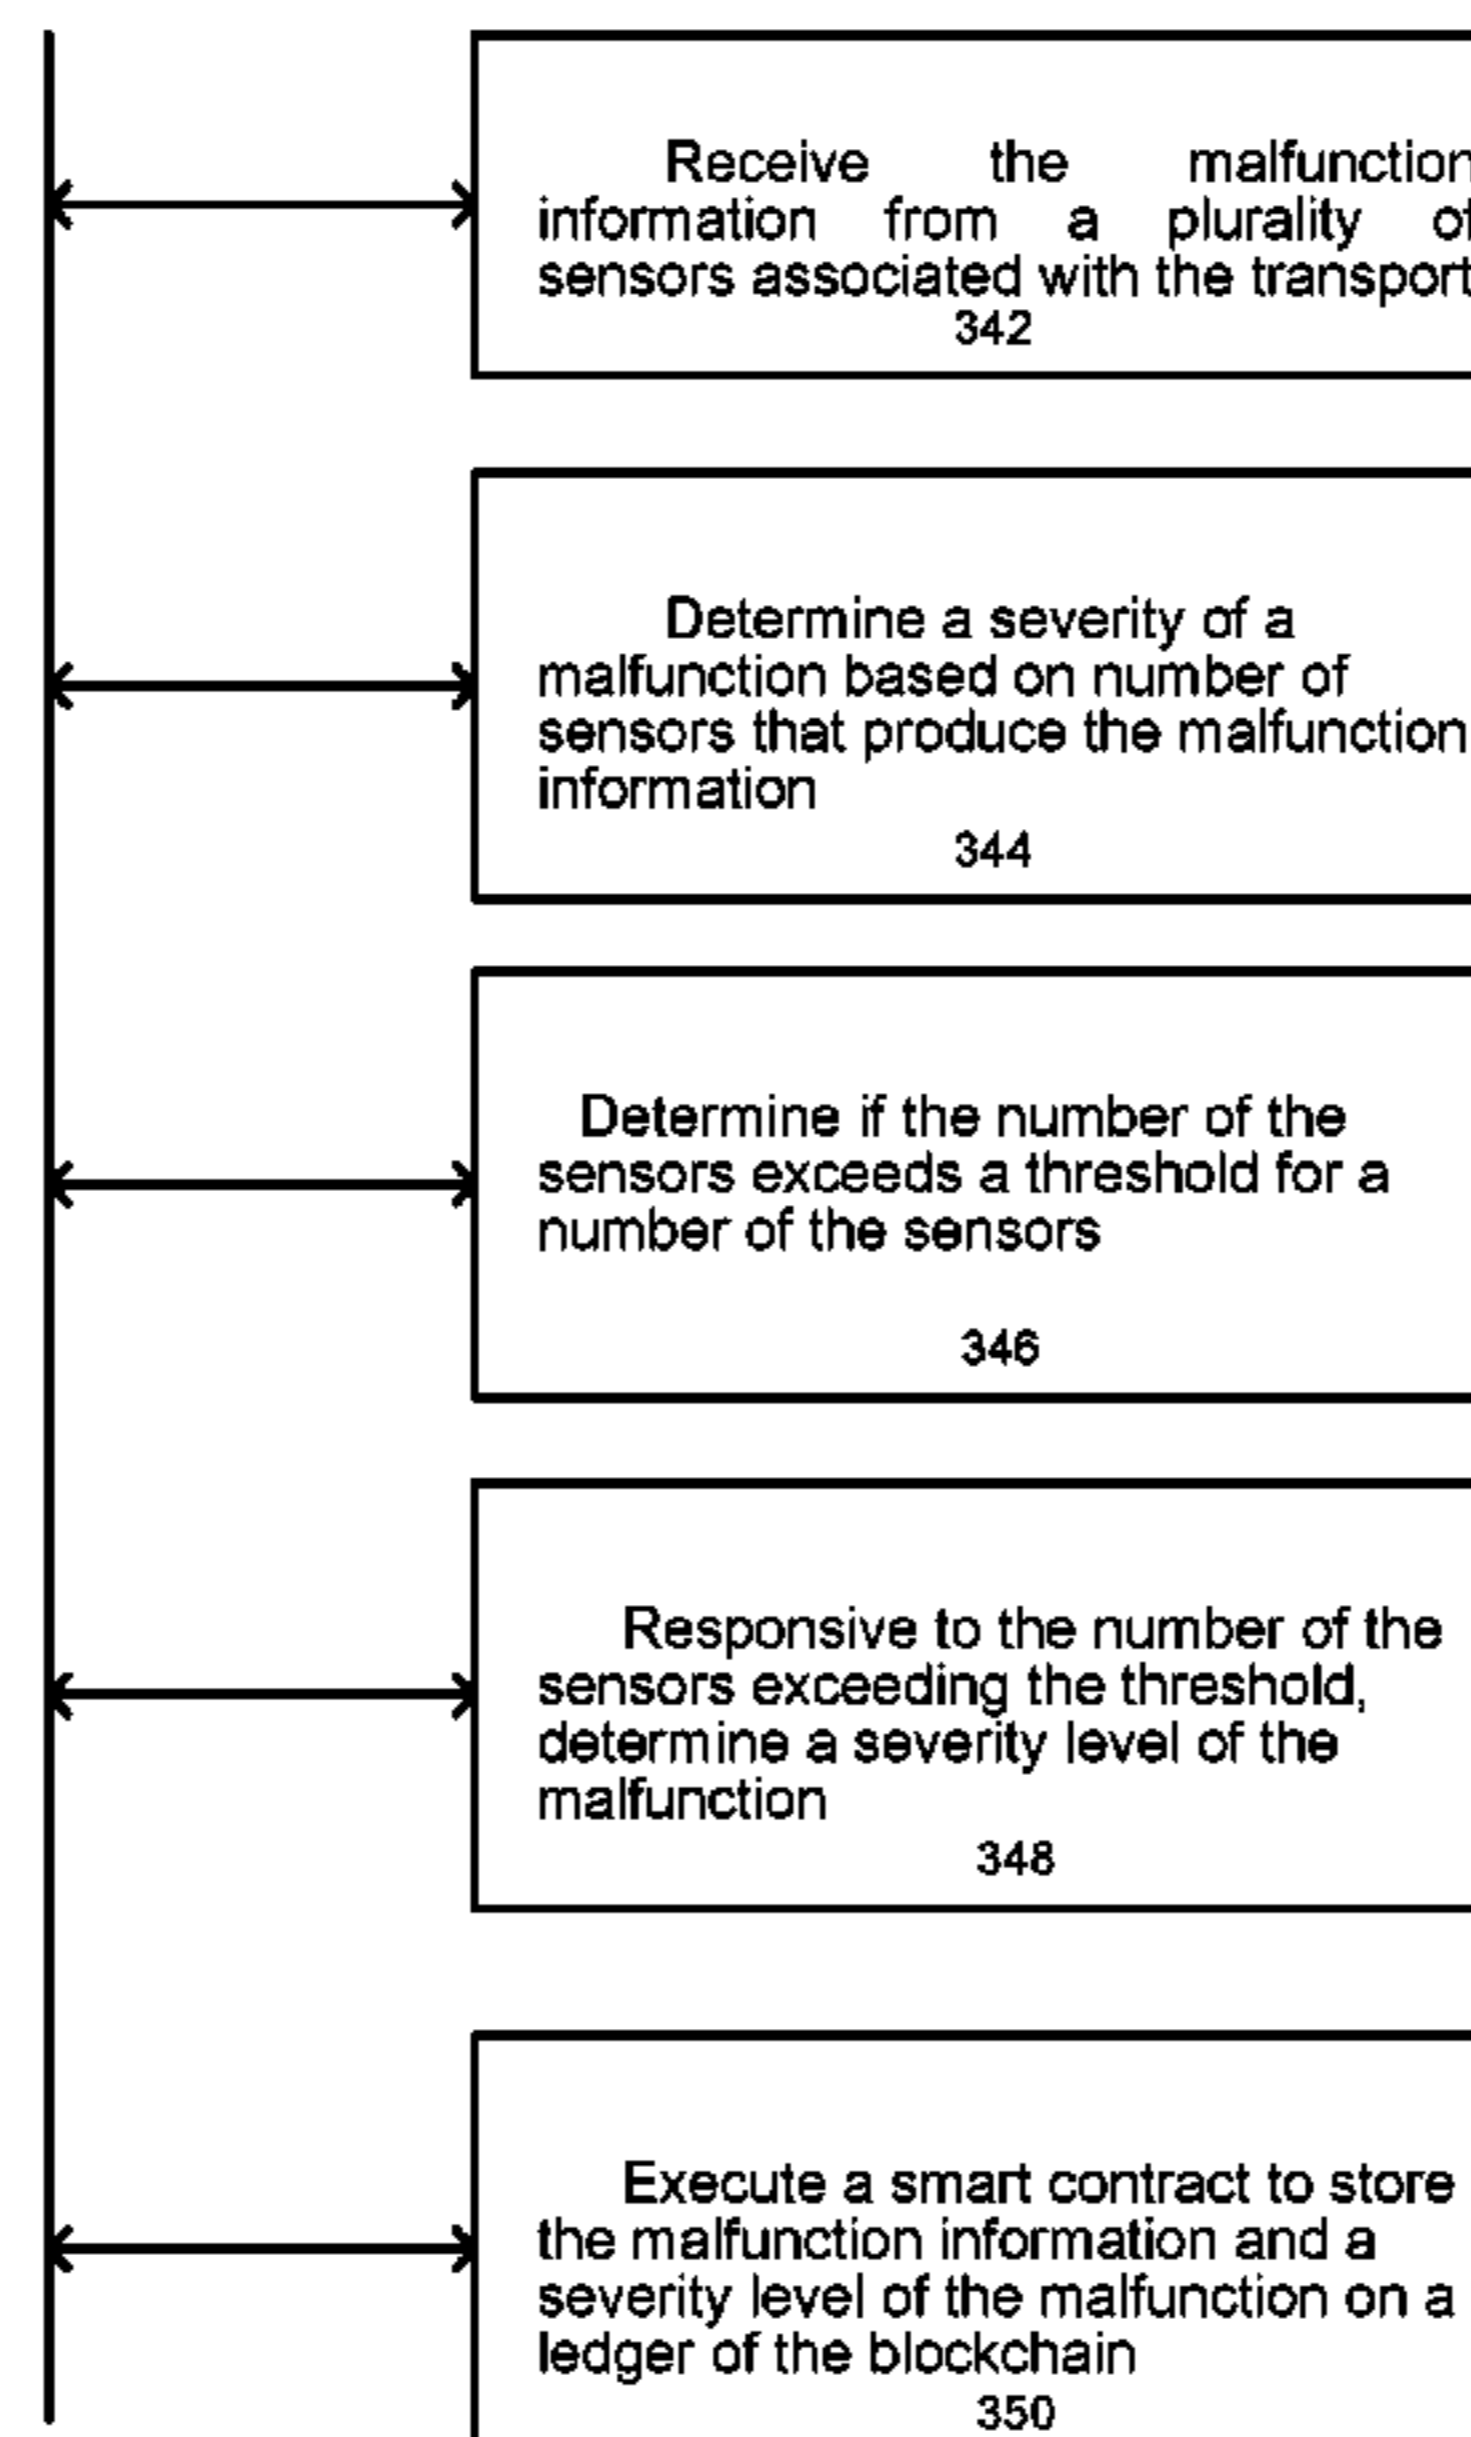 Receive the malfunction
information from a plurality of
sensors associated with the transport
342
Determine a severity of a
malfunction based on number of
sensors that produce the malfunction
information
344
Determine if the number of the
sensors exceeds a threshold for a
number of the sensors
346
Responsive to the number of the
sensors exceeding the threshold,
determine a severity level of the
malfunction
348
Execute a smart contract to store
the malfunction information and a
severity level of the malfunction on a
ledger of the blockchain
350